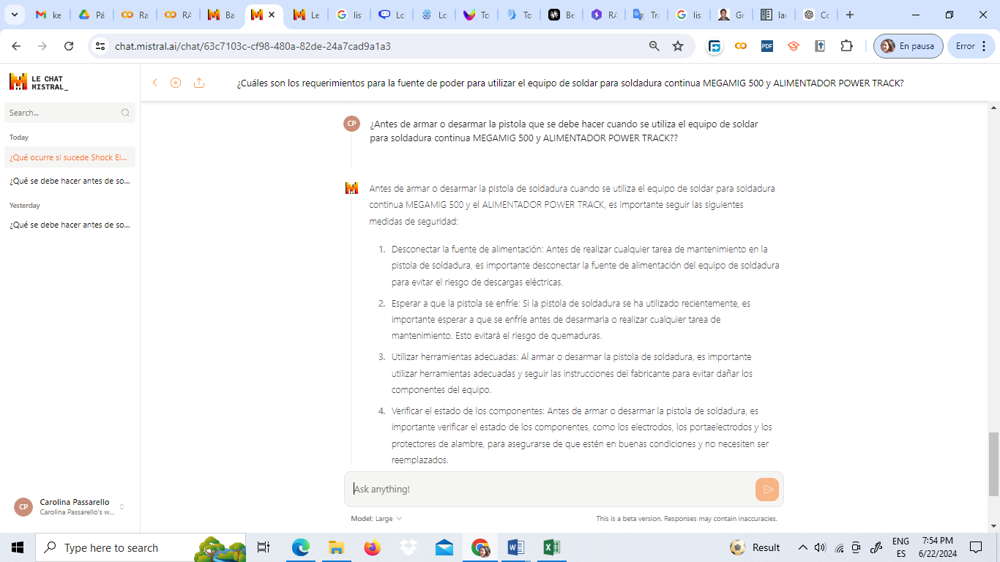 ke
Pá
Ra
RA
Ba
Le
lis
Lo
Lo
To
To
Be
RA
Tra
lis
Gr
lar
Co
chat.mistral.ai/chat/63c7103c-cf98-480a-82de-24a7cad9a1a3
PDF
En pausa
Error
LE CHAT
MISTRAL_
¿Cuáles son los requerimientos para la fuente de poder para utilizar el equipo de soldar para soldadura continua MEGAMIG 500 y ALIMENTADOR POWER TRACK?
Search...
Today
¿Qué ocurre si sucede Shock El...
¿Qué se debe hacer antes de so...
Yesterday
¿Qué se debe hacer antes de so...
CP
¿Antes de armar o desarmar la pistola que se debe hacer cuando se utiliza el equipo de soldar
para soldadura continua MEGAMIG 500 y ALIMENTADOR POWER TRACK??
Antes de armar o desarmar la pistola de soldadura cuando se utiliza el equipo de soldar para soldadura
continua MEGAMIG 500 y el ALIMENTADOR POWER TRACK, es importante seguir las siguientes
medidas de seguridad:
1. Desconectar la fuente de alimentación: Antes de realizar cualquier tarea de mantenimiento en la
pistola de soldadura, es importante desconectar la fuente de alimentación del equipo de soldadura
para evitar el riesgo de descargas eléctricas.
2. Esperar a que la pistola se enfríe: Si la pistola de soldadura se ha utilizado recientemente, es
importante esperar a que se enfríe antes de desarmarla o realizar cualquier tarea de
mantenimiento. Esto evitará el riesgo de quemaduras.
3. Utilizar herramientas adecuadas: Al armar o desarmar la pistola de soldadura, es importante
utilizar herramientas adecuadas y seguir las instrucciones del fabricante para evitar dañar los
componentes del equipo.
4. Verificar el estado de los componentes: Antes de armar o desarmar la pistola de soldadura, es
importante verificar el estado de los componentes, como los electrodos, los portaelectrodos y los
protectores de alambre, para asegurarse de que estén en buenas condiciones y no necesiten ser
reemplazados.
Ask anything!
Model: Large
This is a beta version. Responses may contain inaccuracies.
CP
Carolina Passarello
Carolina Passarello's w...
Type here to search
Result
ENG
ES
7:54 PM
6/22/2024